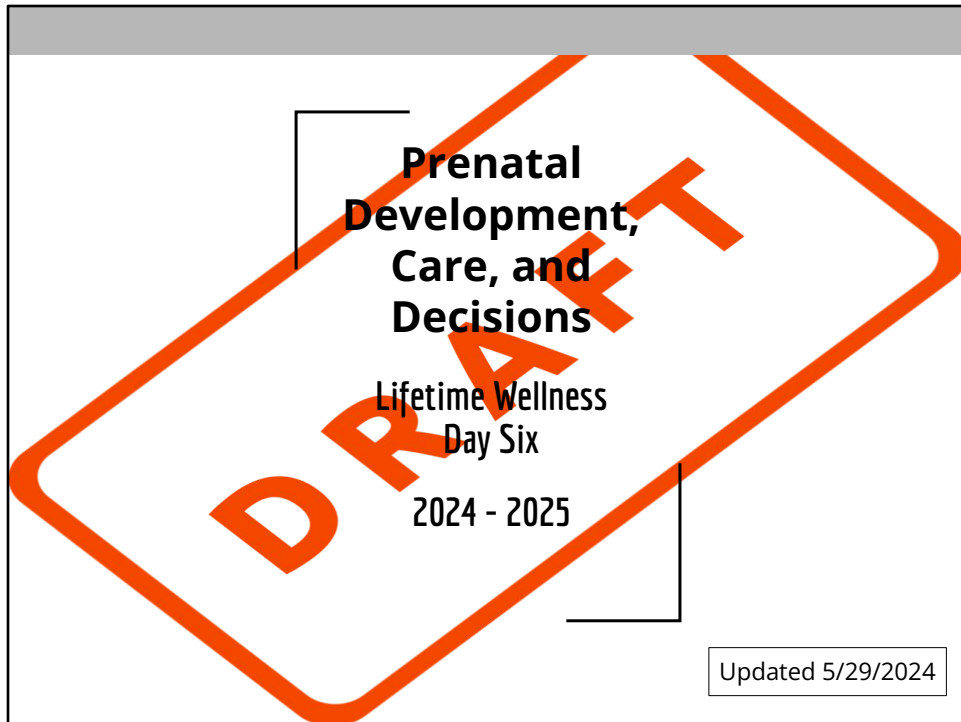 Prenatal
Development,
Care, and
Decisions
Lifetime Wellness
Day Six
2024 - 2025
DRAFT
Updated 5/29/2024